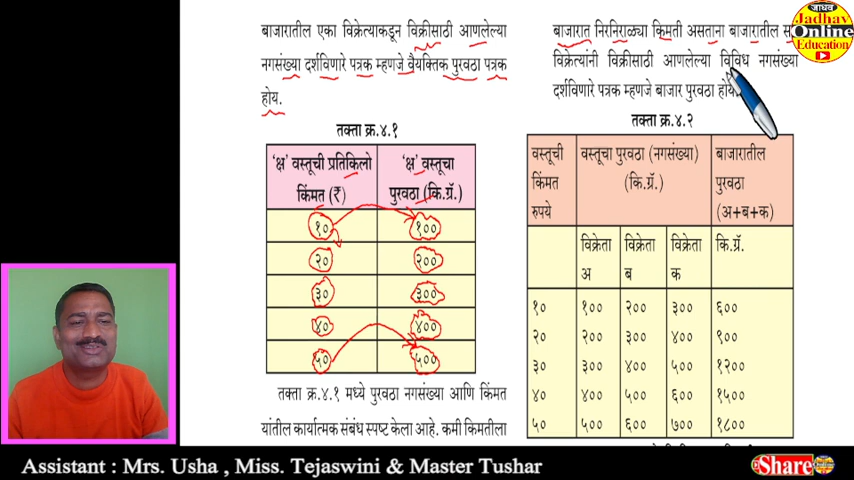 बाजारातील एका विक्रेत्याकडून विक्रीसाठी आणलेल्या
नगसंख्या दर्शविणारे पत्रक म्हणजे वैयक्तिक पुरवठा पत्रक
होय.
तक्ता क्र.४.१
'क्ष' वस्तूची प्रतिकिलो किंमत (₹) 'क्ष' वस्तूचा पुरवठा (कि.ग्रॅ.)
१० १००
२० २००
३० ३००
४० ४००
५० ५००
तक्ता क्र.४.१ मध्ये पुरवठा नगसंख्या आणि किंमत
यांतील कार्यात्मक संबंध स्पष्ट केला आहे. कमी किमतीला
बाजारात निरनिराळ्या किमती असताना बाजारातील
विक्रेत्यांनी विक्रीसाठी आणलेल्या विविध नगसंख्या
दर्शविणारे पत्रक म्हणजे बाजार पुरवठा होय.
तक्ता क्र.४.२
वस्तूची किंमत रुपये वस्तूचा पुरवठा (नगसंख्या) (कि.ग्रॅ.) बाजारातील पुरवठा (अ+ब+क)
विक्रेता अ विक्रेता ब विक्रेता क कि.ग्रॅ.
१० १०० २०० ३०० ६००
२० २०० ३०० ४०० ९००
३० ३०० ४०० ५०० १२००
४० ४०० ५०० ६०० १५००
५० ५०० ६०० ७०० १८००
जाधव
Jadhav
Online
Education
Assistant : Mrs. Usha , Miss. Tejaswini & Master Tushar
Share